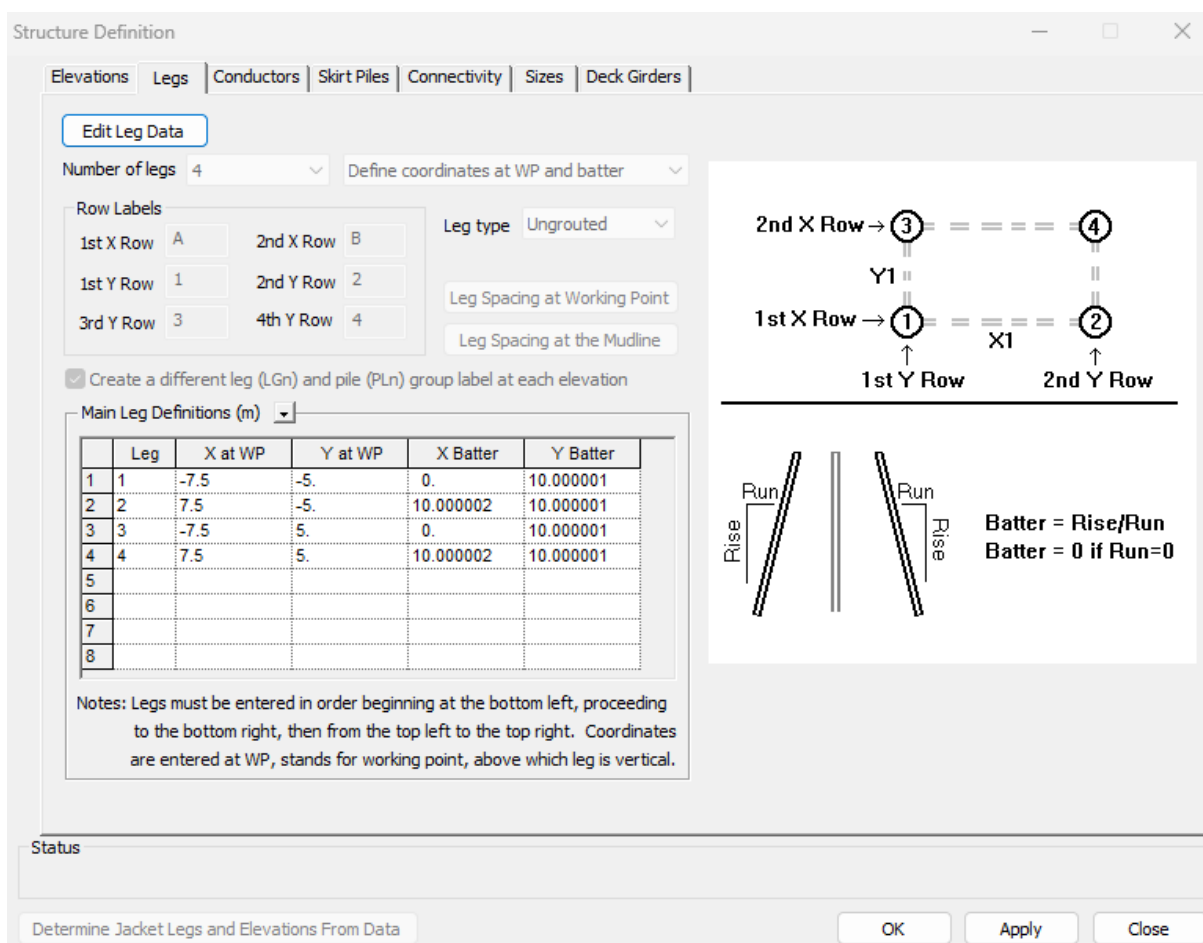 Structure Definition
Elevations Legs Conductors Skirt Piles Connectivity Sizes Deck Girders
Edit Leg Data
Number of legs 4 Define coordinates at WP and batter
Row Labels
1st X Row A 2nd X Row B
1st Y Row 1 2nd Y Row 2
3rd Y Row 3 4th Y Row 4
Leg type Ungrouted
Leg Spacing at Working Point
Leg Spacing at the Mudline
Create a different leg (LGn) and pile (PLn) group label at each elevation
Main Leg Definitions (m)
Leg X at WP Y at WP X Batter Y Batter
1 1 -7.5 -5. 0. 10.000001
2 2 7.5 -5. 10.000002 10.000001
3 3 -7.5 5. 0. 10.000001
4 4 7.5 5. 10.000002 10.000001
5
6
7
8
Notes: Legs must be entered in order beginning at the bottom left, proceeding
to the bottom right, then from the top left to the top right. Coordinates
are entered at WP, stands for working point, above which leg is vertical.
2nd X Row → 3 4
Y1
1st X Row → 1 2
X1
↑ ↑
1st Y Row 2nd Y Row
Run Run
Rise Rise
Batter = Rise/Run
Batter = 0 if Run=0
Status
Determine Jacket Legs and Elevations From Data OK Apply Close